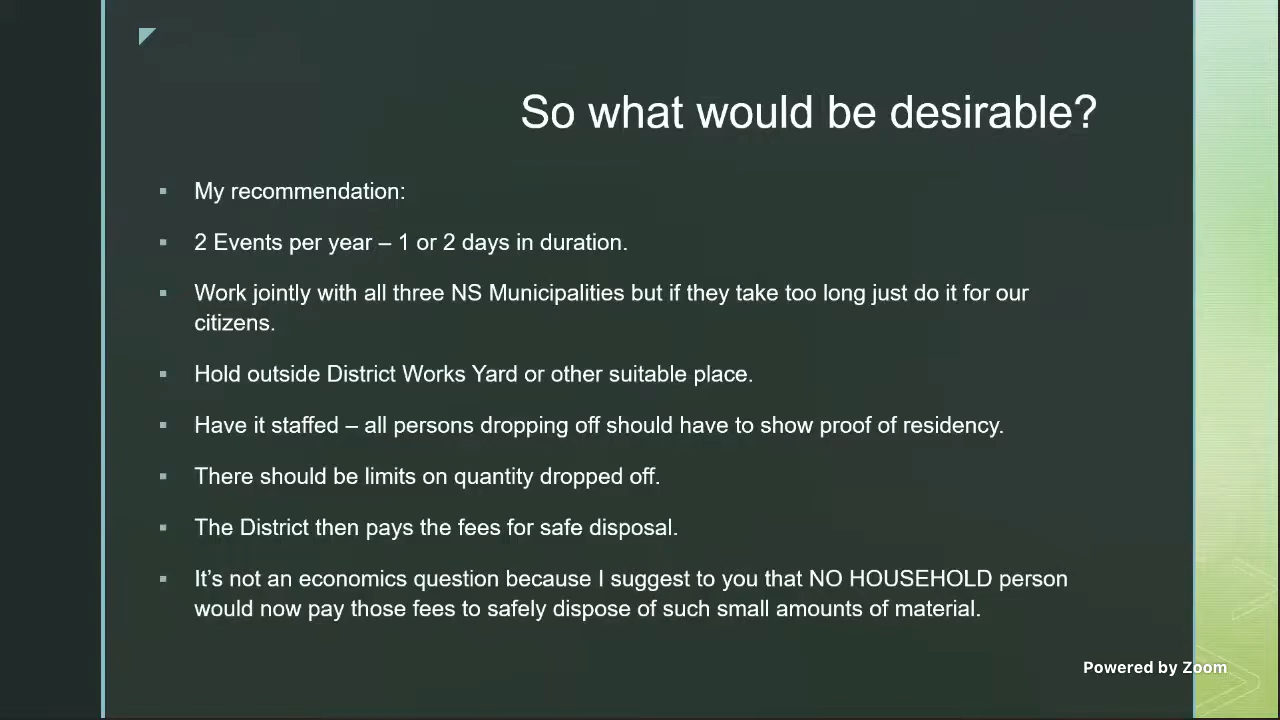 So what would be desirable?
▪ My recommendation:
▪ 2 Events per year – 1 or 2 days in duration.
▪ Work jointly with all three NS Municipalities but if they take too long just do it for our
citizens.
▪ Hold outside District Works Yard or other suitable place.
▪ Have it staffed – all persons dropping off should have to show proof of residency.
▪ There should be limits on quantity dropped off.
▪ The District then pays the fees for safe disposal.
▪ It’s not an economics question because I suggest to you that NO HOUSEHOLD person
would now pay those fees to safely dispose of such small amounts of material.
Powered by Zoom